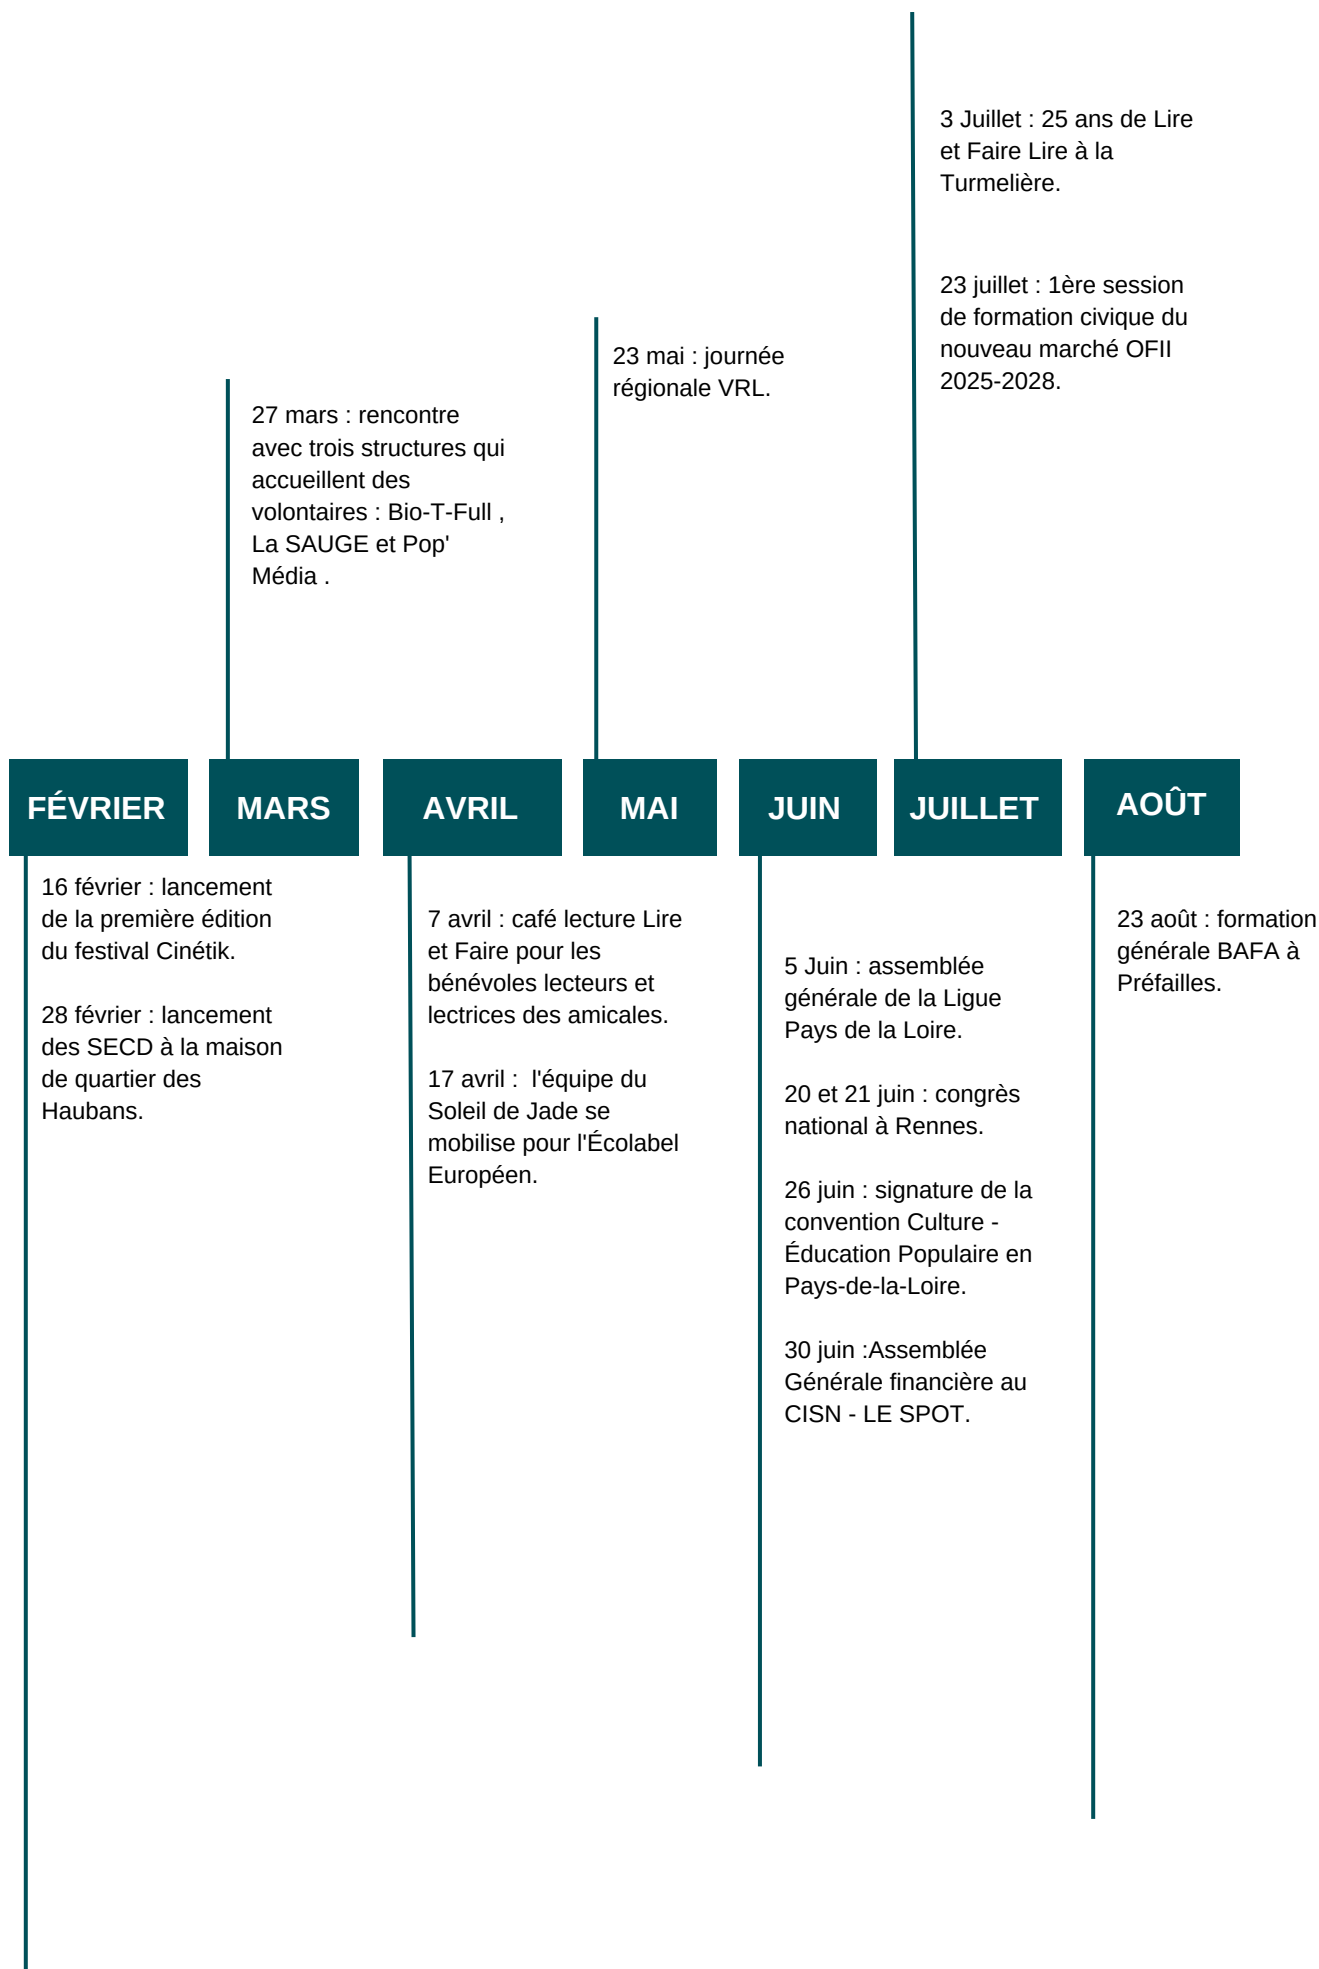 3 Juillet : 25 ans de Lire
et Faire Lire à la
Turmelière.
23 juillet : 1ère session
de formation civique du
nouveau marché OFII
2025-2028.
23 mai : journée
régionale VRL.
27 mars : rencontre
avec trois structures qui
accueillent des
volontaires : Bio-T-Full ,
La SAUGE et Pop'
Média .
FÉVRIER
MARS
AVRIL
MAI
JUIN
JUILLET
AOÛT
16 février : lancement
de la première édition
du festival Cinétik.
28 février : lancement
des SECD à la maison
de quartier des
Haubans.
7 avril : café lecture Lire
et Faire pour les
bénévoles lecteurs et
lectrices des amicales.
17 avril :  l'équipe du
Soleil de Jade se
mobilise pour l'Écolabel
Européen.
5 Juin : assemblée
générale de la Ligue
Pays de la Loire.
20 et 21 juin : congrès
national à Rennes.
26 juin : signature de la
convention Culture -
Éducation Populaire en
Pays-de-la-Loire.
30 juin :Assemblée
Générale financière au
CISN - LE SPOT.
23 août : formation
générale BAFA à
Préfailles.